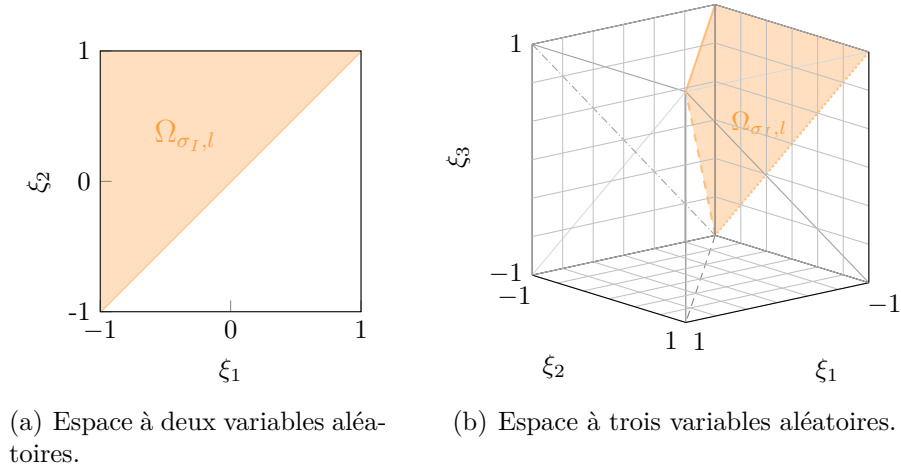 1
0
-1
ξ₂
Ω_{σ_I,l}
−1
0
1
ξ₁
1
ξ₃
−1
−1
ξ₂
1
1
ξ₁
−1
Ω_{σ_I,l}
(a) Espace à deux variables aléa-
toires.
(b) Espace à trois variables aléatoires.